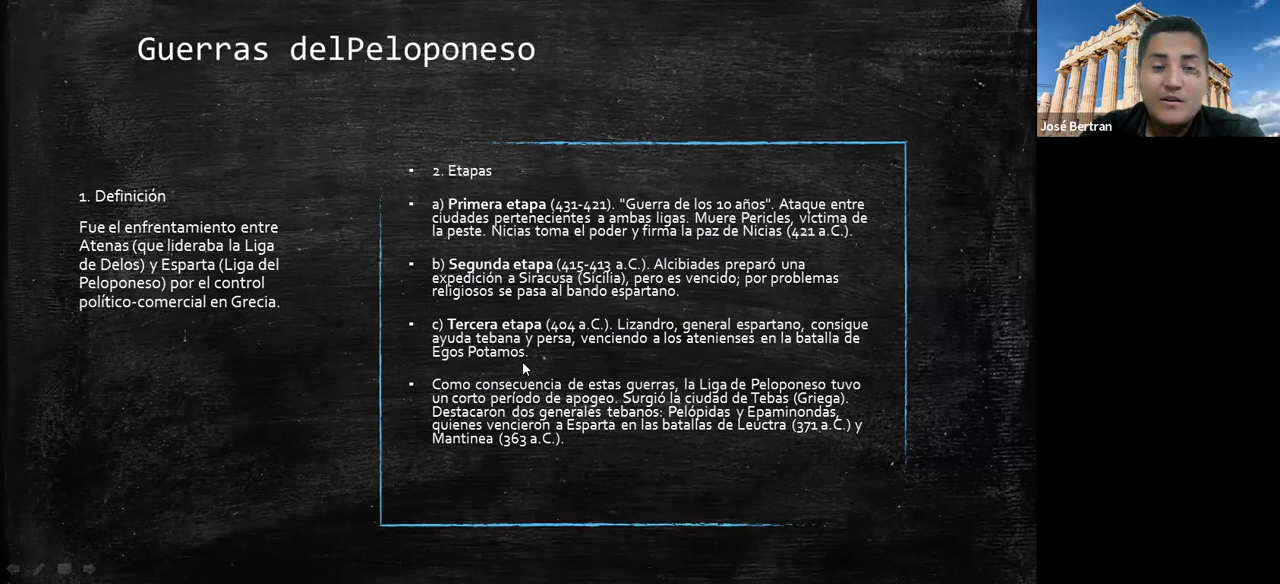 Guerras delPeloponeso
1. Definición
Fue el enfrentamiento entre
Atenas (que lideraba la Liga
de Delos) y Esparta (Liga del
Peloponeso) por el control
político-comercial en Grecia.
▪ 2. Etapas
▪ a) Primera etapa (431-421). "Guerra de los 10 años". Ataque entre
ciudades pertenecientes a ambas ligas. Muere Pericles, víctima de
la peste. Nicias toma el poder y firma la paz de Nicias (421 a.C.).
▪ b) Segunda etapa (415-413 a.C.). Alcibiades preparó una
expedición a Siracusa (Sicilia), pero es vencido; por problemas
religiosos se pasa al bando espartano.
▪ c) Tercera etapa (404 a.C.). Lizandro, general espartano, consigue
ayuda tebana y persa, venciendo a los atenienses en la batalla de
Egos Potamos.
▪ Como consecuencia de estas guerras, la Liga de Peloponeso tuvo
un corto período de apogeo. Surgió la ciudad de Tebas (Griega).
Destacaron dos generales tebanos: Pelópidas y Epaminondas,
quienes vencieron a Esparta en las batallas de Leuctra (371 a.C.) y
Mantinea (363 a.C.).
José Bertran